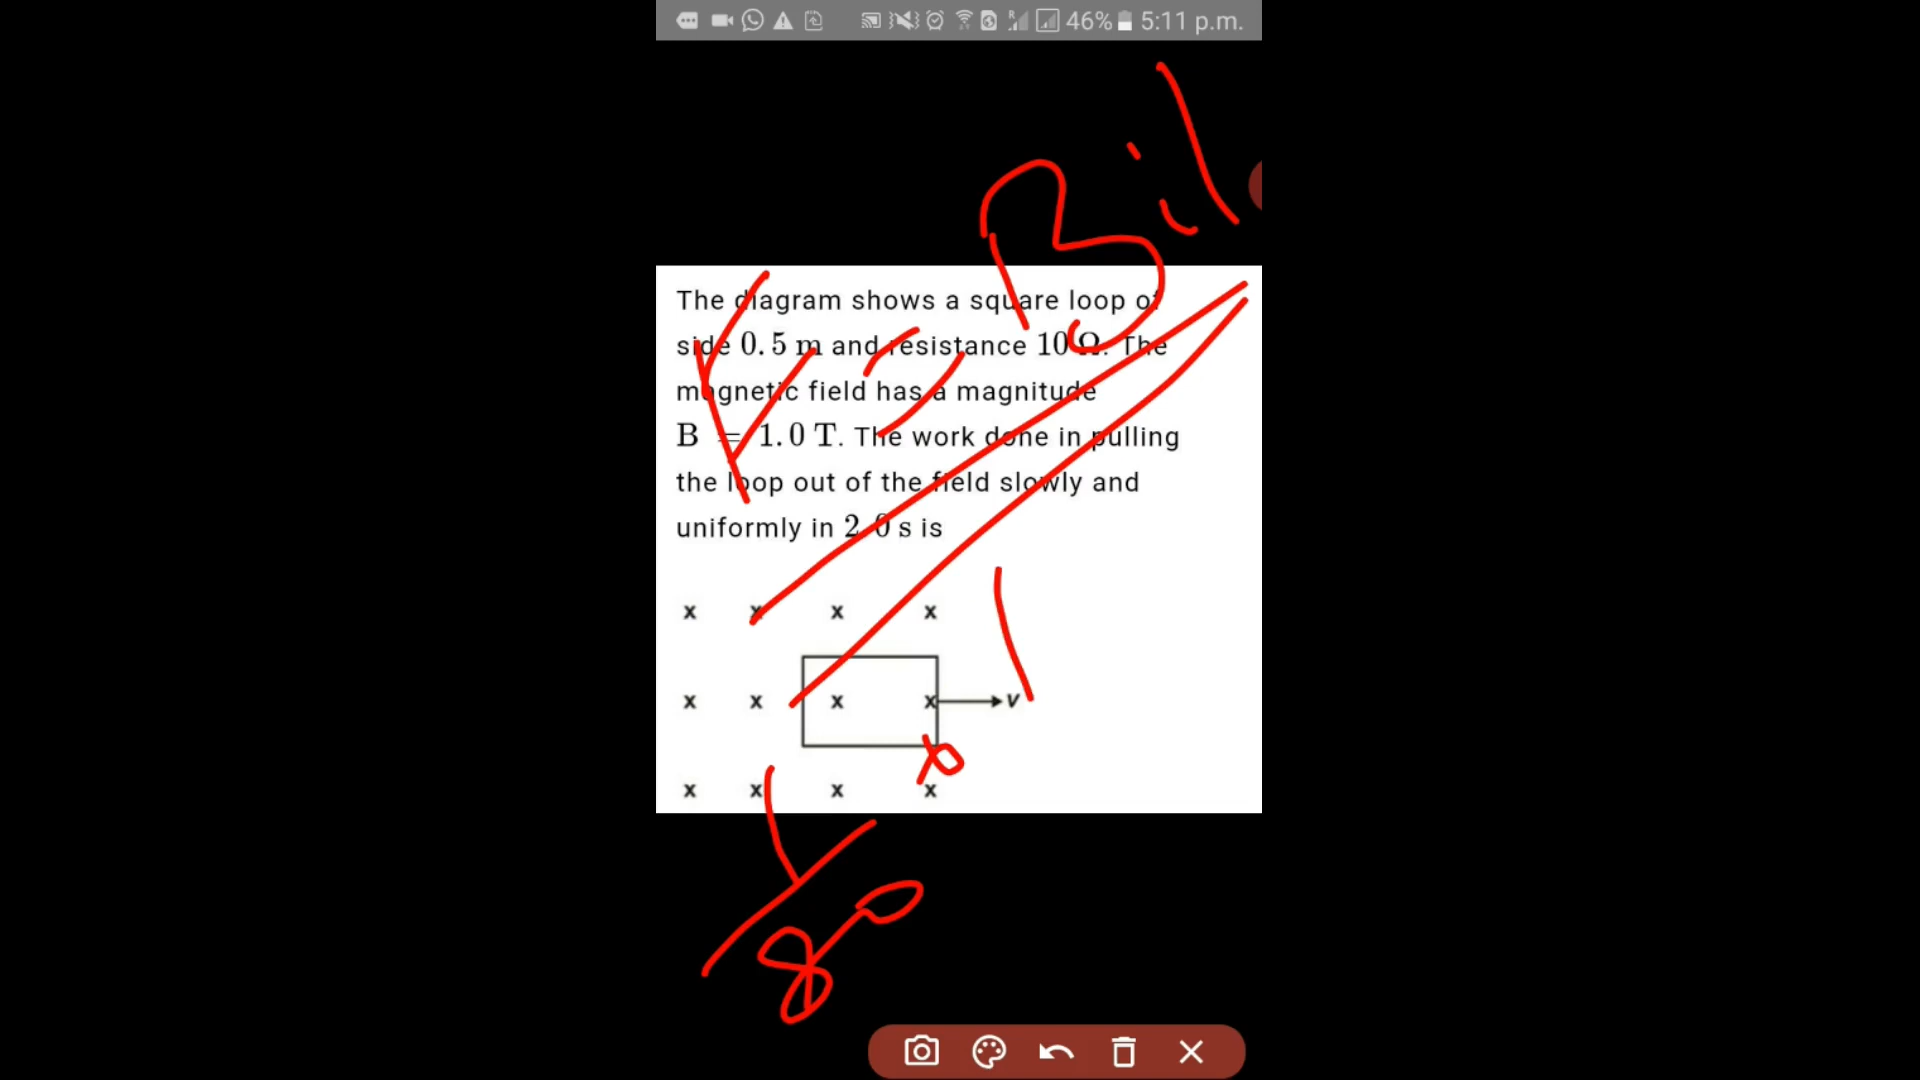 46% 5:11 p.m.
Bil
The diagram shows a square loop of
side 0.5 m and resistance 10 Ω. The
magnetic field has a magnitude
B = 1.0 T. The work done in pulling
the loop out of the field slowly and
uniformly in 2.0 s is
F =
x x x x
x x x x v
x x x x
1
80